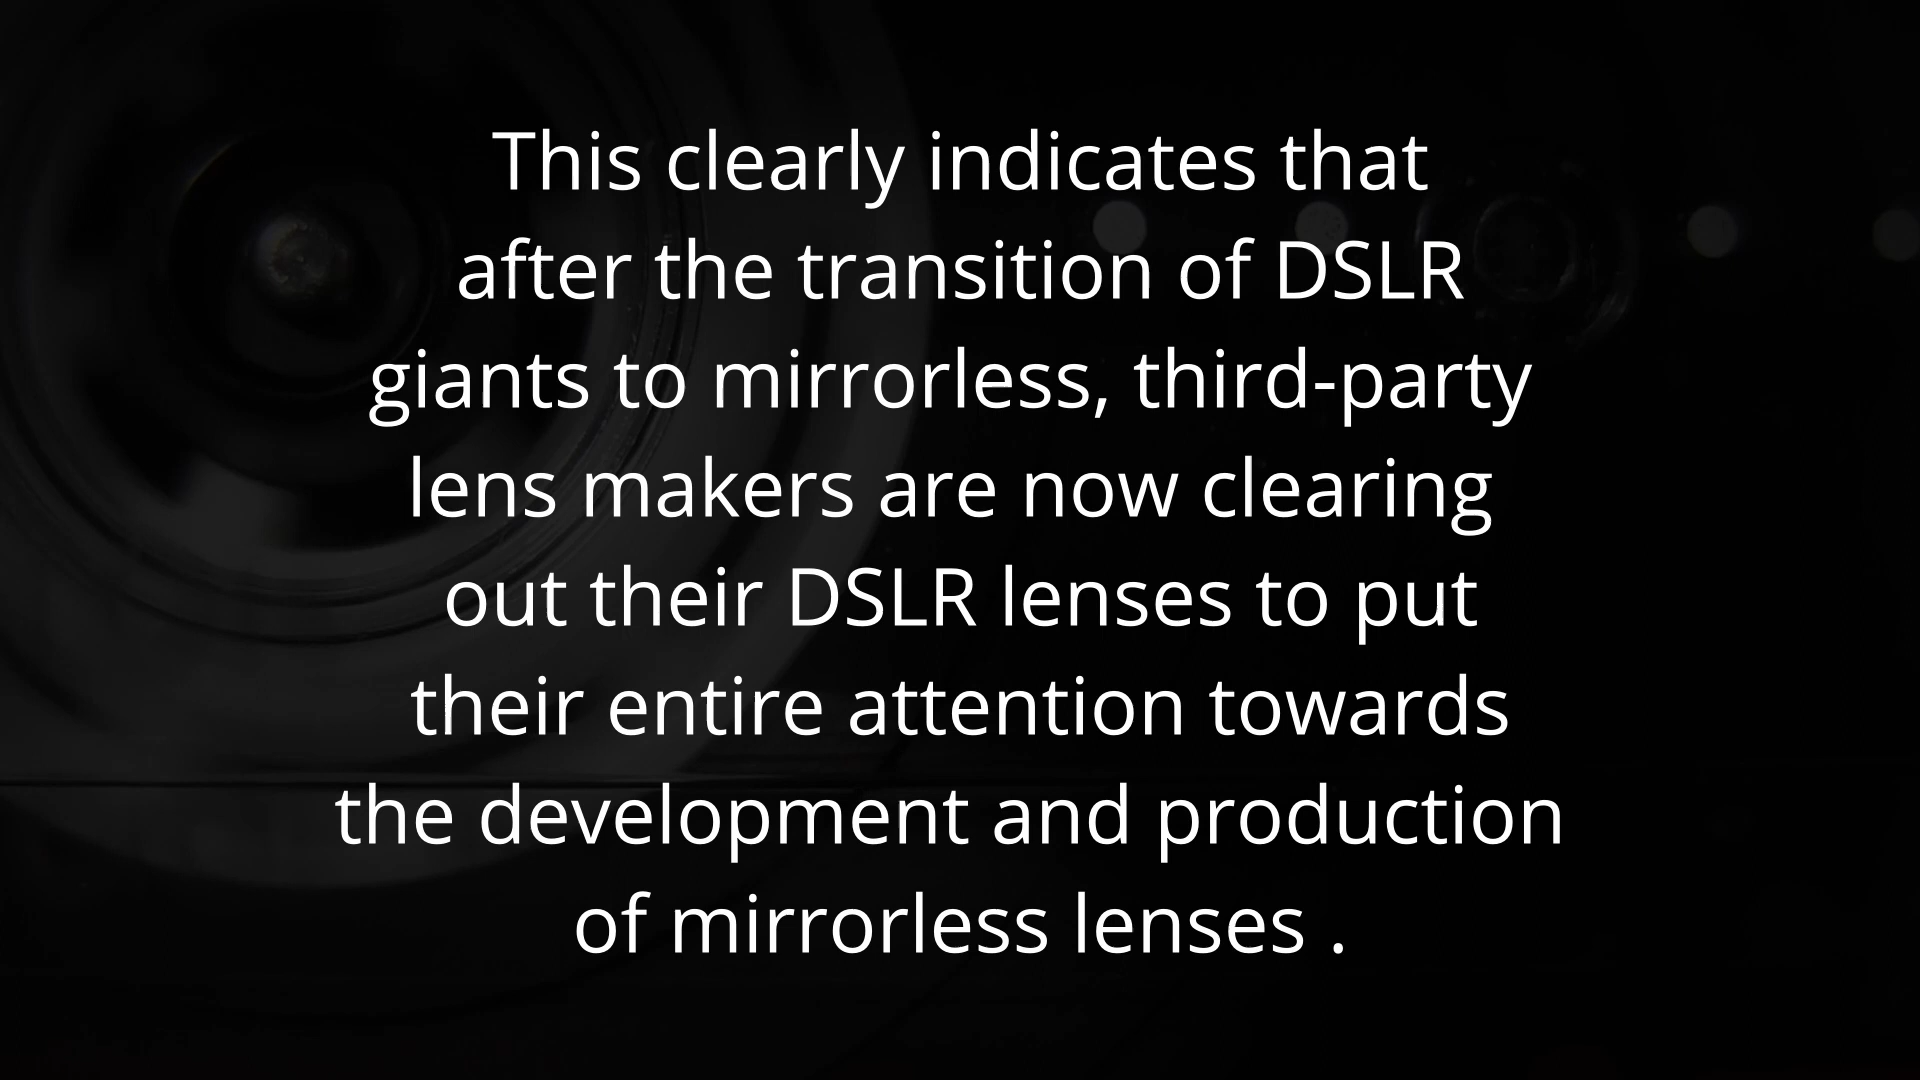 This clearly indicates that
after the transition of DSLR
giants to mirrorless, third-party
lens makers are now clearing
out their DSLR lenses to put
their entire attention towards
the development and production
of mirrorless lenses .